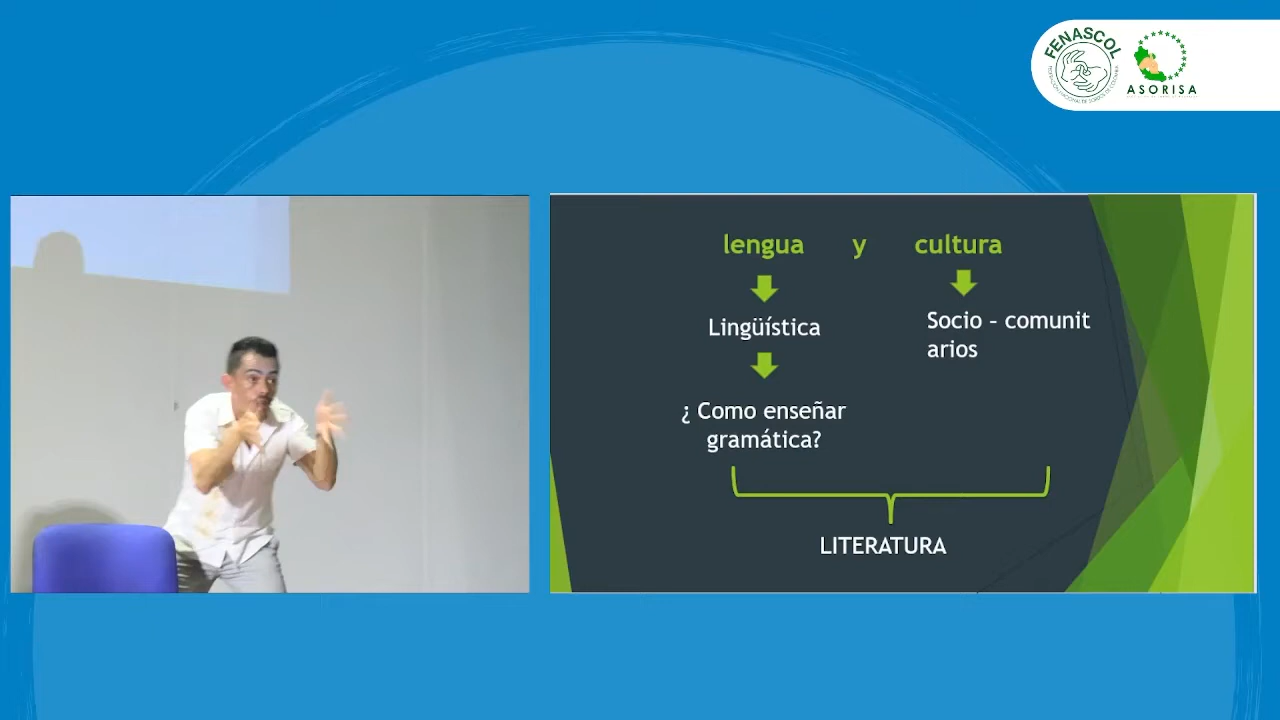 FENASCOL
ASORISA
lengua y cultura
Lingüística
Socio – comunit
arios
¿ Como enseñar
gramática?
LITERATURA